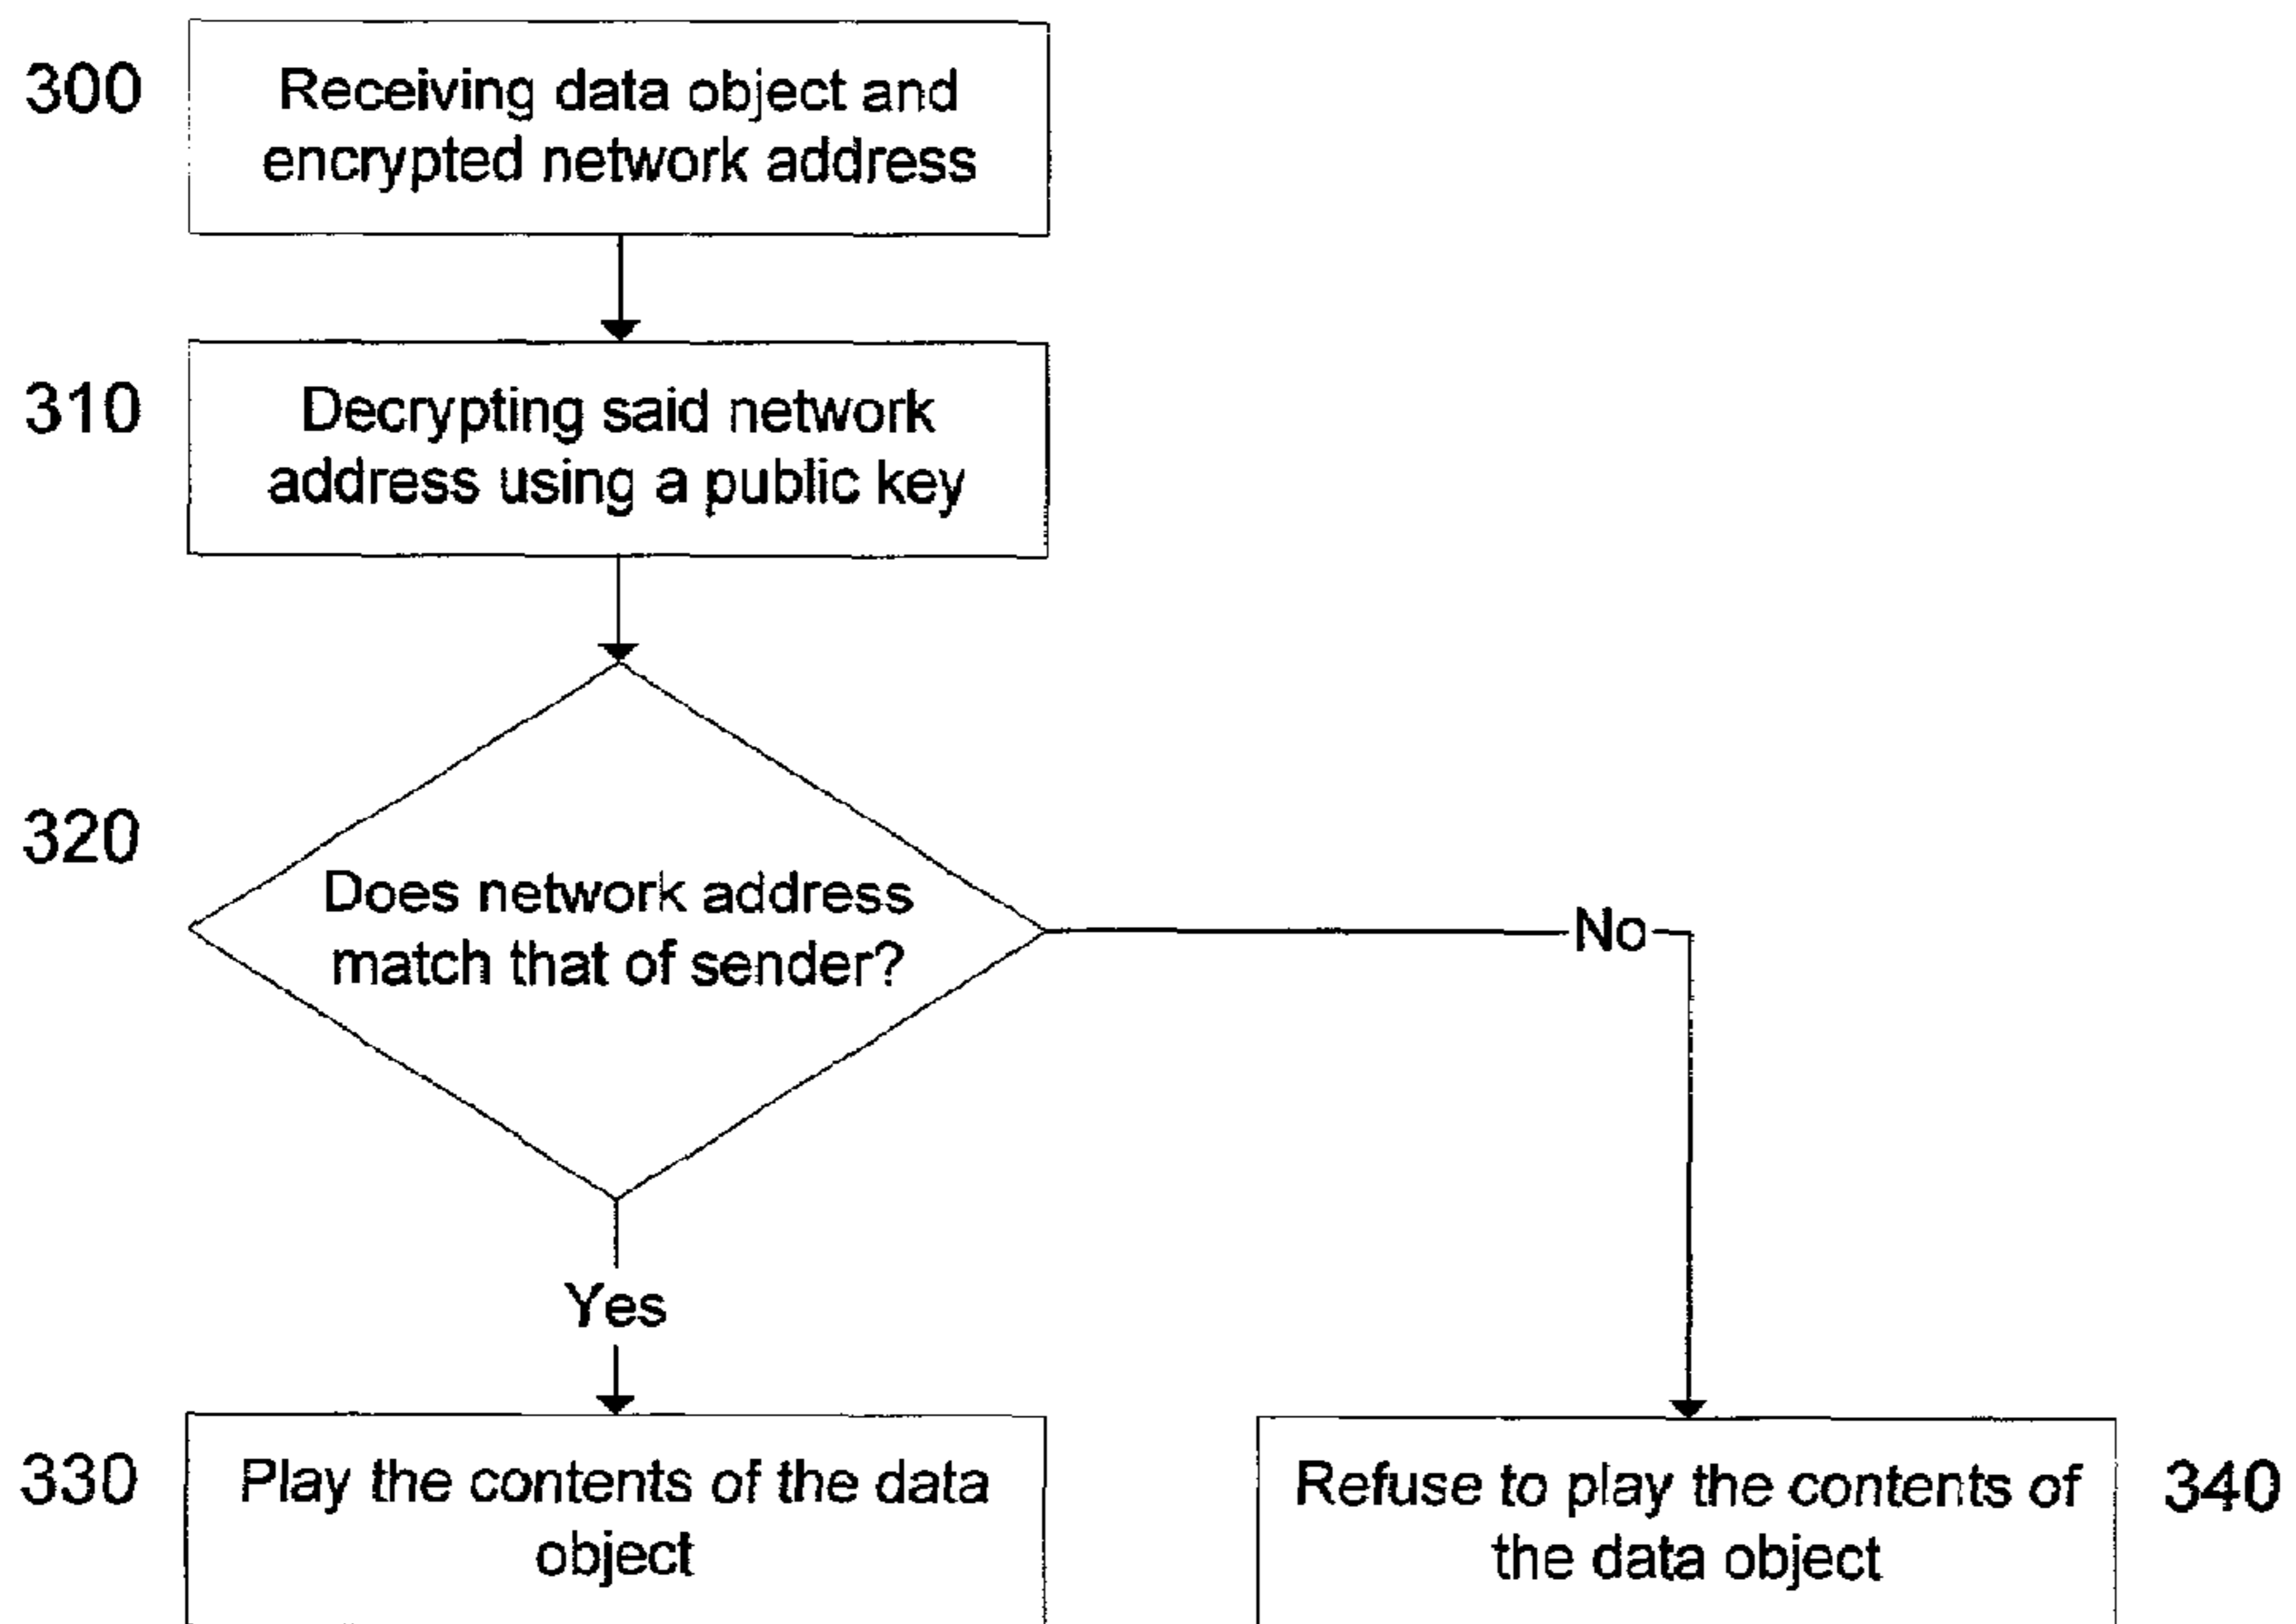 300
Receiving data object and
encrypted network address
310
Decrypting said network
address using a public key
320
Does network address
match that of sender?
No
Yes
330
Play the contents of the data
object
Refuse to play the contents of
the data object
340